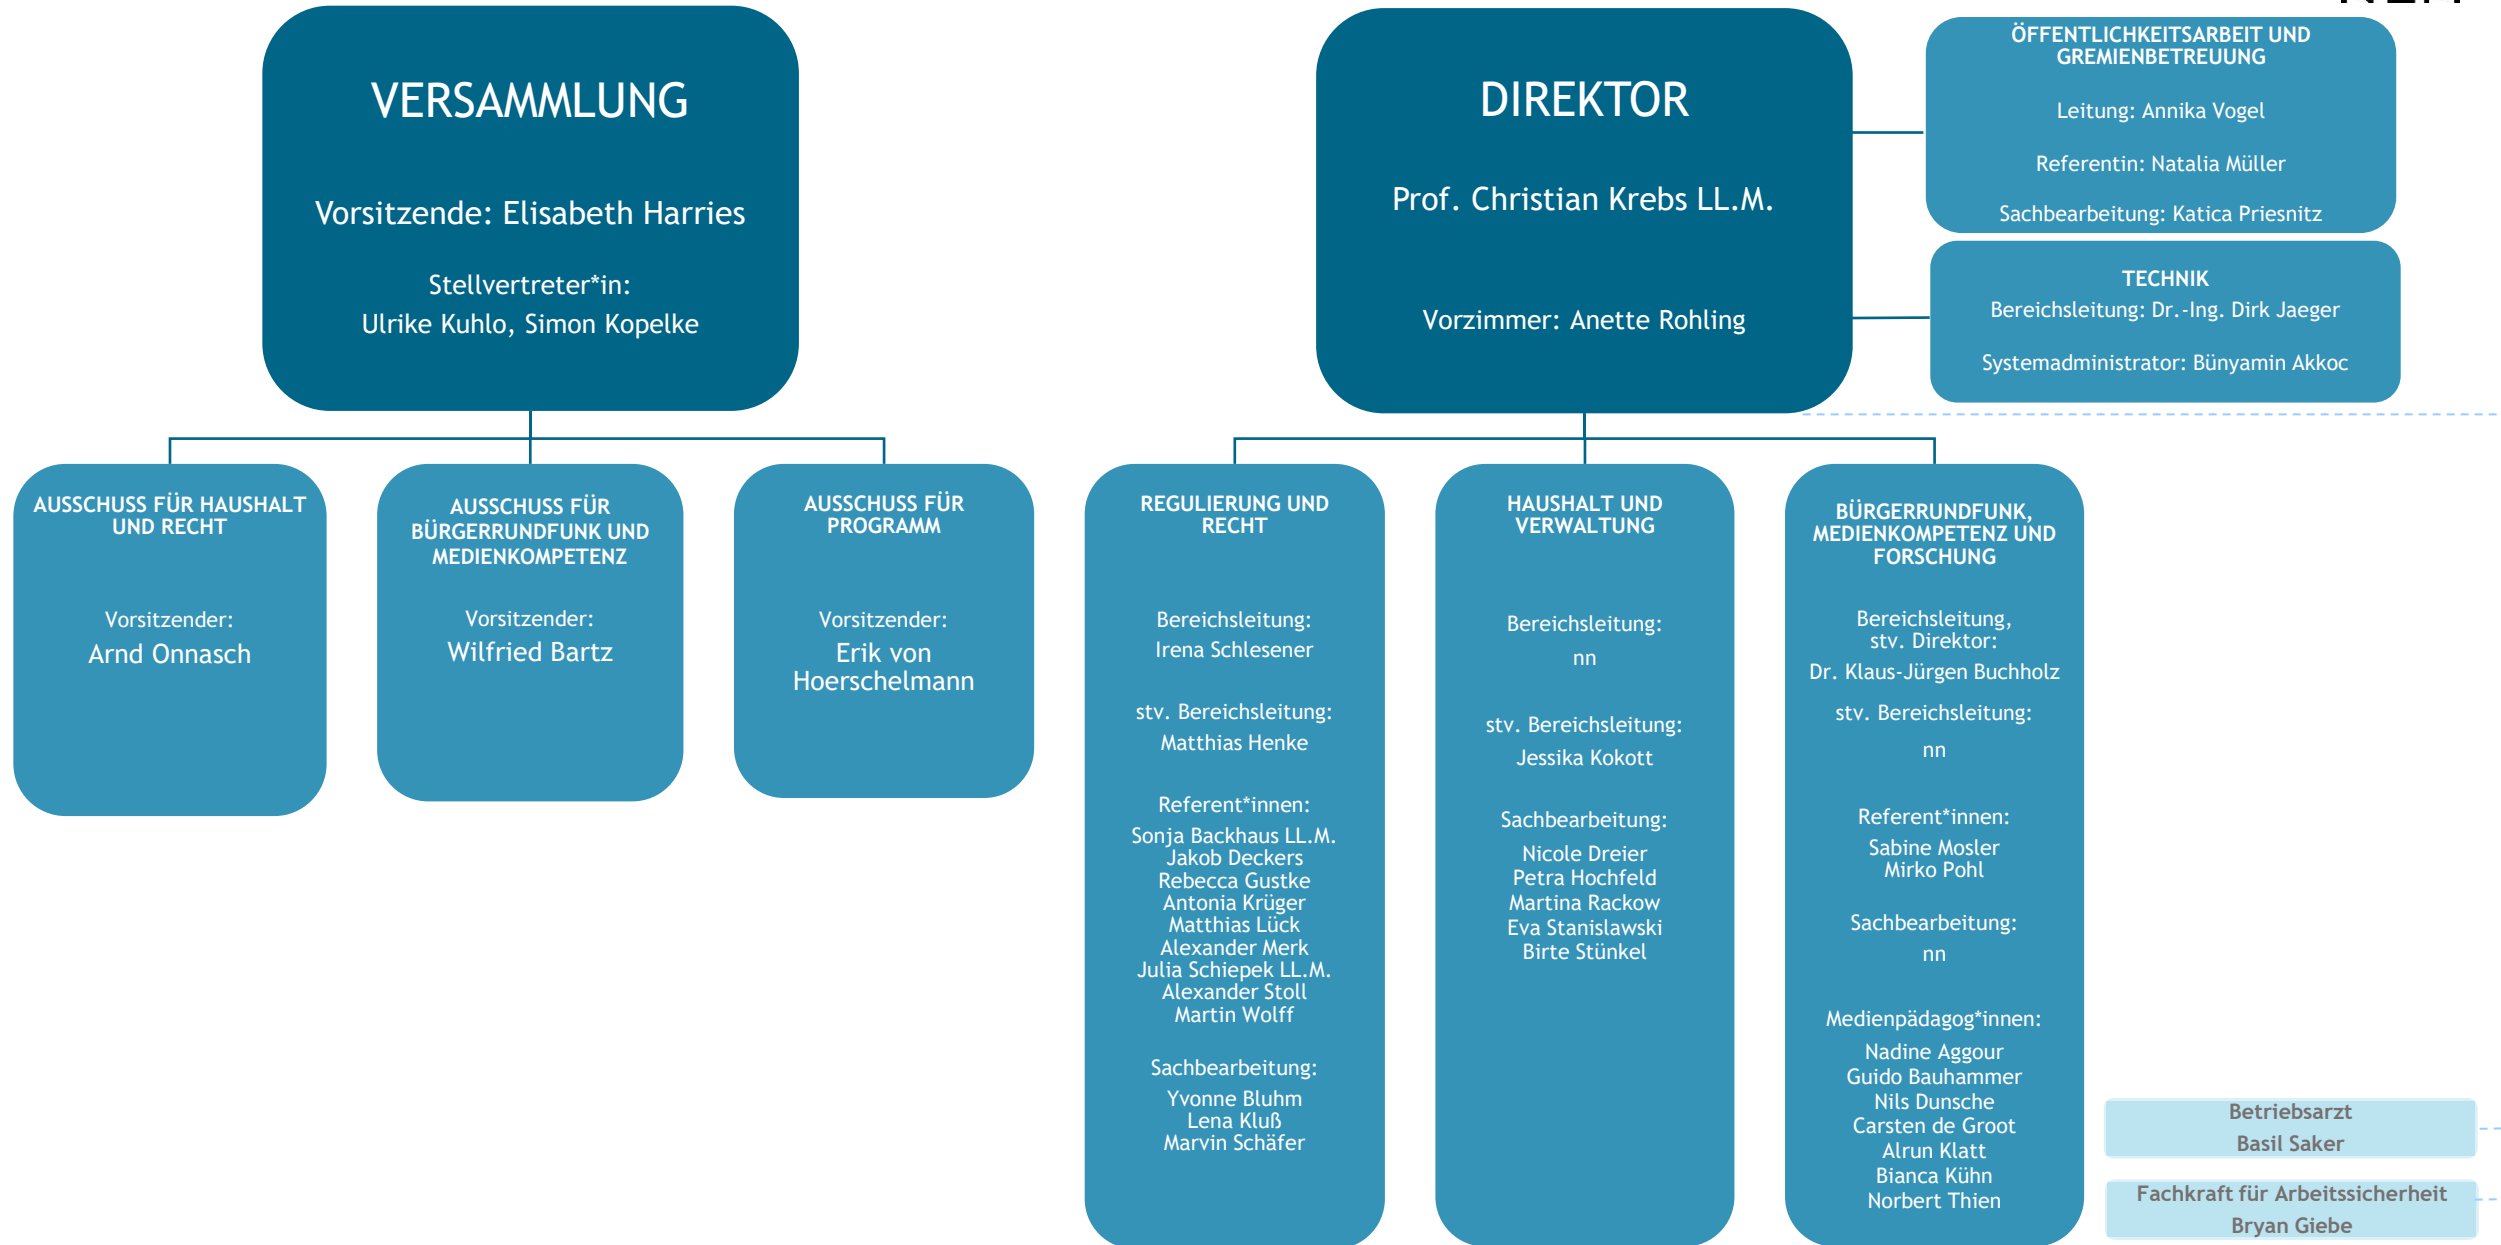 VERSAMMLUNG
Vorsitzende: Elisabeth Harries
Stellvertreter*in:
Ulrike Kuhlo, Simon Kopelke
DIREKTOR
Prof. Christian Krebs LL.M.
Vorzimmer: Anette Rohling
ÖFFENTLICHKEITSARBEIT UND
GREMIENBETREUUNG
Leitung: Annika Vogel
Referentin: Natalia Müller
Sachbearbeitung: Katica Priesnitz
TECHNIK
Bereichsleitung: Dr.-Ing. Dirk Jaeger
Systemadministrator: Bünyamin Akkoc
AUSSCHUSS FÜR HAUSHALT
UND RECHT
Vorsitzender:
Arnd Onnasch
AUSSCHUSS FÜR
BÜRGERRUNDFUNK UND
MEDIENKOMPETENZ
Vorsitzender:
Wilfried Bartz
AUSSCHUSS FÜR
PROGRAMM
Vorsitzender:
Erik von
Hoerschelmann
REGULIERUNG UND
RECHT
Bereichsleitung:
Irena Schlesener
stv. Bereichsleitung:
Matthias Henke
Referent*innen:
Sonja Backhaus LL.M.
Jakob Deckers
Rebecca Gustke
Antonia Krüger
Matthias Lück
Alexander Merk
Julia Schiepek LL.M.
Alexander Stoll
Martin Wolff
Sachbearbeitung:
Yvonne Bluhm
Lena Kluß
Marvin Schäfer
HAUSHALT UND
VERWALTUNG
Bereichsleitung:
nn
stv. Bereichsleitung:
Jessika Kokott
Sachbearbeitung:
Nicole Dreier
Petra Hochfeld
Martina Rackow
Eva Stanislawski
Birte Stünkel
BÜRGERRUNDFUNK,
MEDIENKOMPETENZ UND
FORSCHUNG
Bereichsleitung,
stv. Direktor:
Dr. Klaus-Jürgen Buchholz
stv. Bereichsleitung:
nn
Referent*innen:
Sabine Mosler
Mirko Pohl
Sachbearbeitung:
nn
Medienpädagog*innen:
Nadine Aggour
Guido Bauhammer
Nils Dunsche
Carsten de Groot
Alrun Klatt
Bianca Kühn
Norbert Thien
Betriebsarzt
Basil Saker
Fachkraft für Arbeitssicherheit
Bryan Giebe